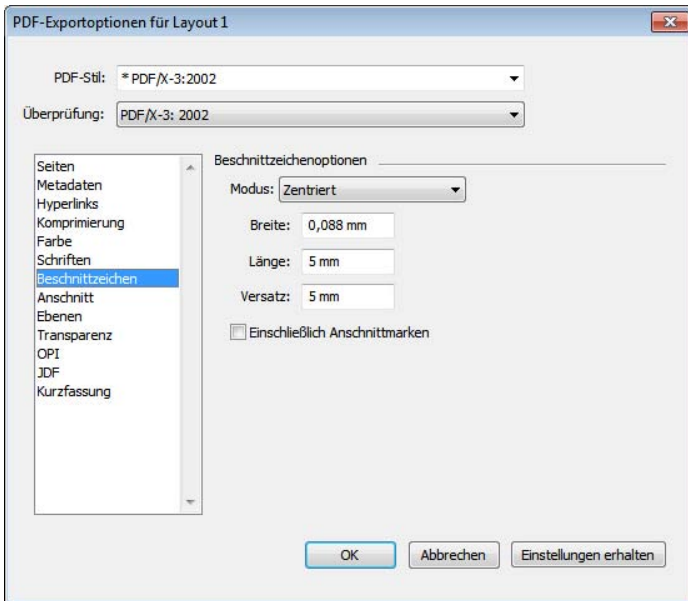 PDF-Exportoptionen für Layout 1
PDF-Stil: * PDF/X-3:2002
Überprüfung: PDF/X-3: 2002
Seiten
Metadaten
Hyperlinks
Komprimierung
Farbe
Schriften
Beschnittzeichen
Anschnitt
Ebenen
Transparenz
OPI
JDF
Kurzfassung
Beschnittzeichenoptionen
Modus: Zentriert
Breite: 0,088 mm
Länge: 5 mm
Versatz: 5 mm
Einschließlich Anschnittmarken
OK Abbrechen Einstellungen erhalten